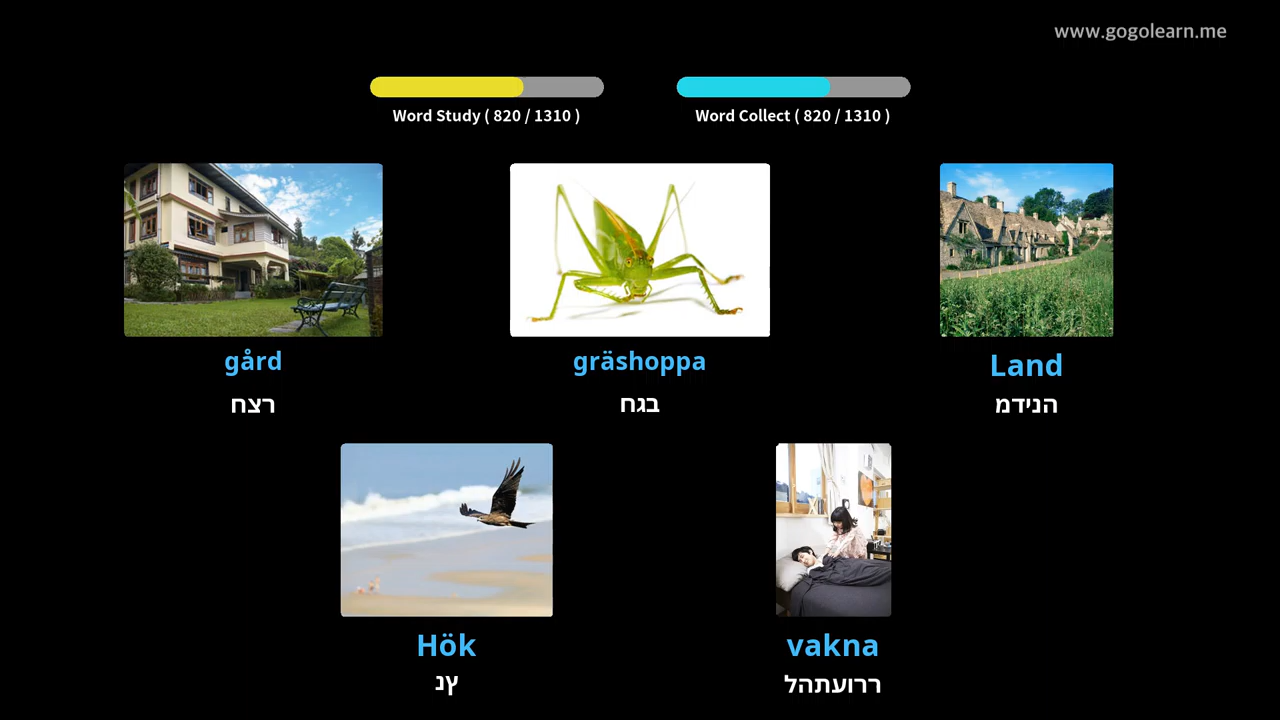 www.gogolearn.me
Word Study ( 820 / 1310 )
Word Collect ( 820 / 1310 )
gård
רצח
gräshoppa
בגח
Land
הנידמ
Hök
ץנ
vakna
ררועתהל